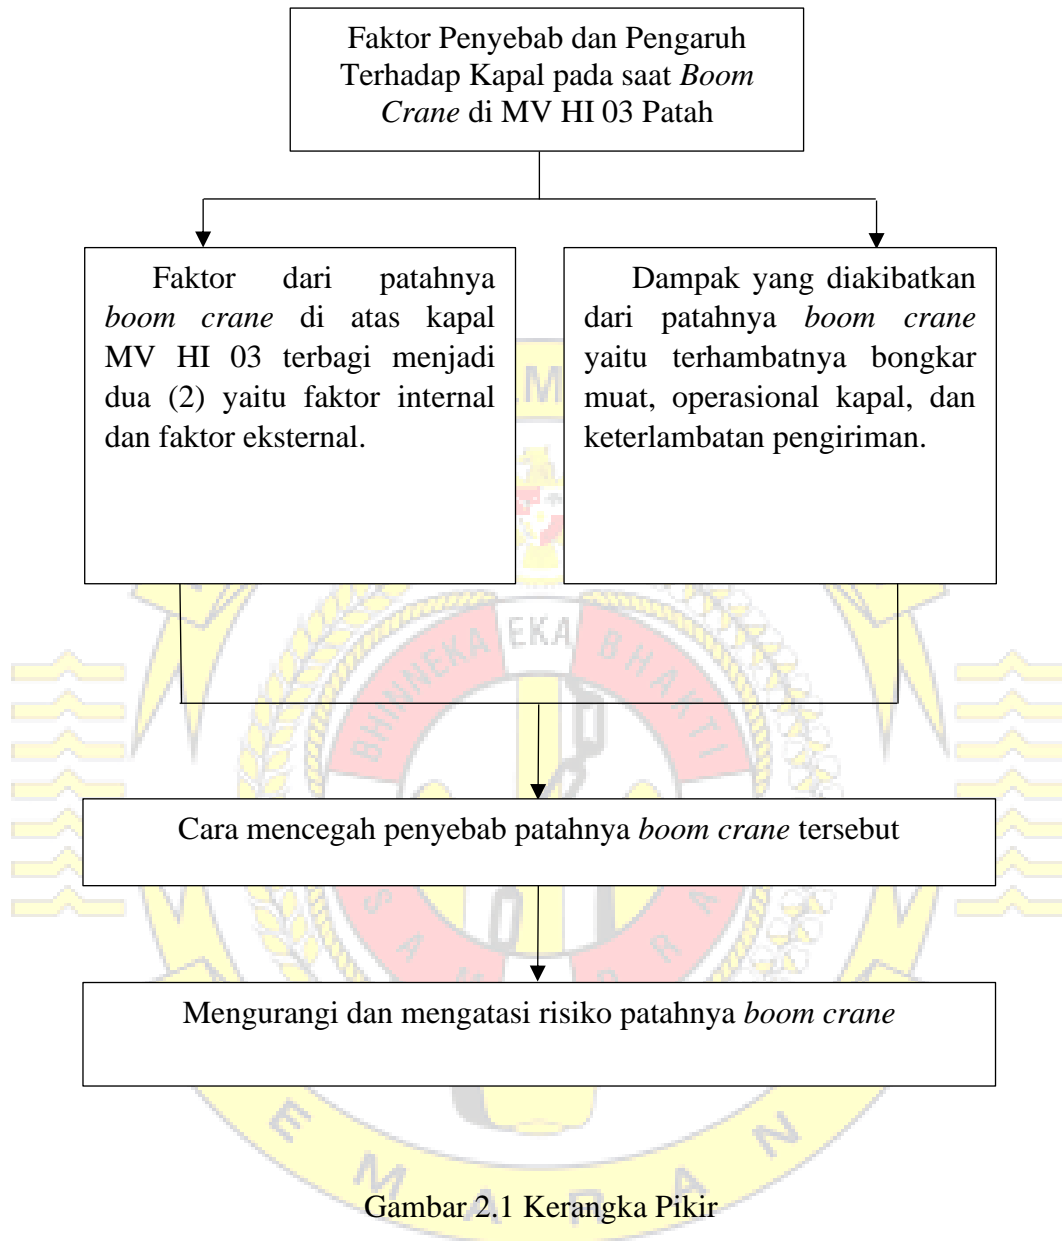 Faktor Penyebab dan Pengaruh
Terhadap Kapal pada saat Boom
Crane di MV HI 03 Patah
Faktor dari patahnya
boom crane di atas kapal
MV HI 03 terbagi menjadi
dua (2) yaitu faktor internal
dan faktor eksternal.
Dampak yang diakibatkan
dari patahnya boom crane
yaitu terhambatnya bongkar
muat, operasional kapal, dan
keterlambatan pengiriman.
BHINNEKA EKA BHAKTI
Cara mencegah penyebab patahnya boom crane tersebut
Mengurangi dan mengatasi risiko patahnya boom crane
Gambar 2.1 Kerangka Pikir